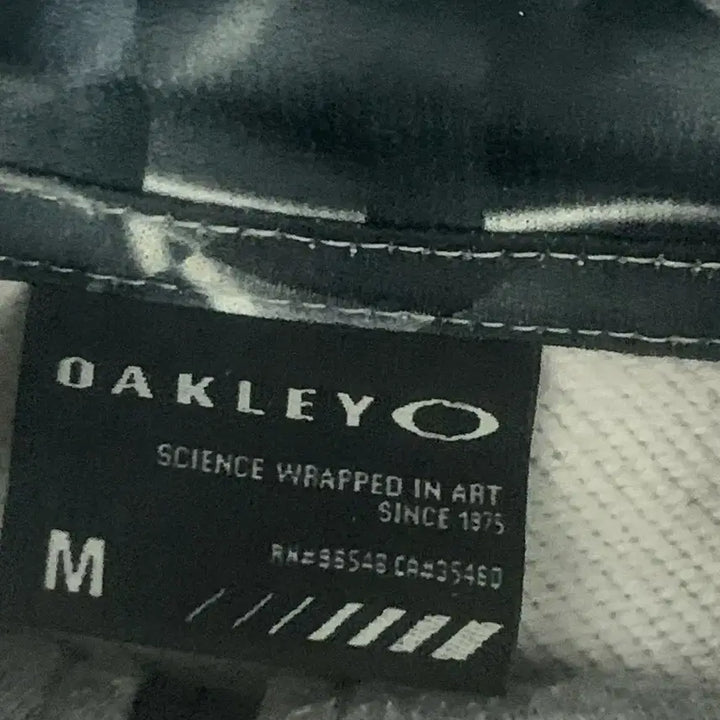 OAKLEY
SCIENCE WRAPPED IN ART
SINCE 1975
M
RN#96548 CA#35460